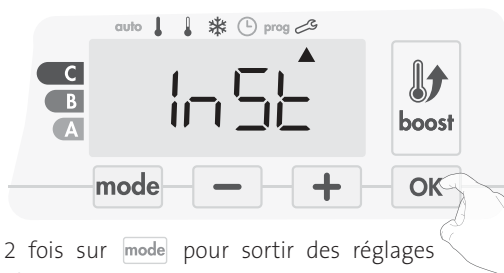 auto prog
C
B
A
InSt
boost
mode − + OK
2 fois sur mode pour sortir des réglages